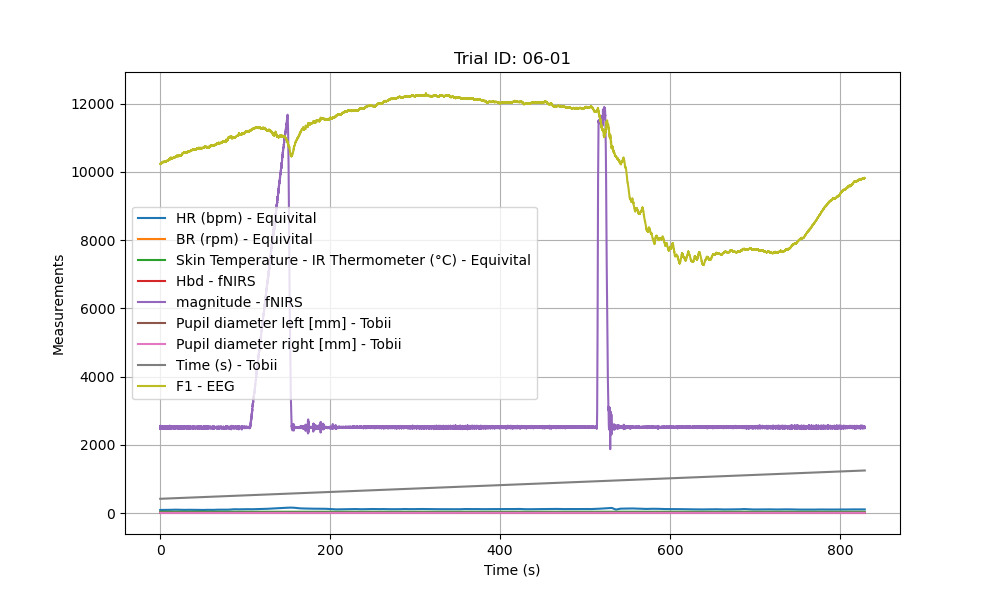 Trial ID: 06-01
12000
10000
8000
6000
4000
2000
0
Measurements
HR (bpm) - Equivital
BR (rpm) - Equivital
Skin Temperature - IR Thermometer (°C) - Equivital
Hbd - fNIRS
magnitude - fNIRS
Pupil diameter left [mm] - Tobii
Pupil diameter right [mm] - Tobii
Time (s) - Tobii
F1 - EEG
0 200 400 600 800
Time (s)